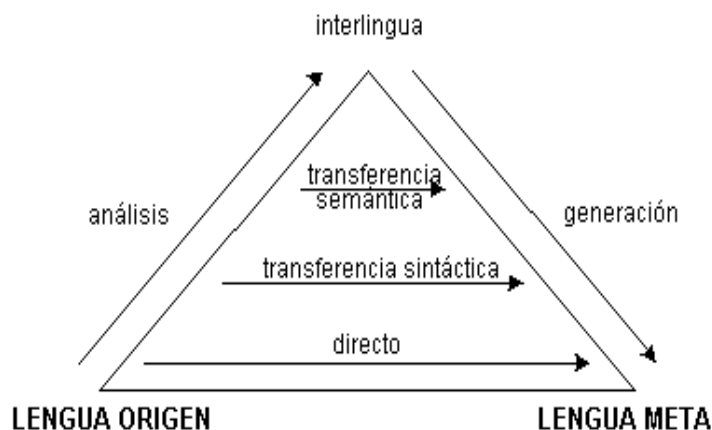 interlingua
transferencia
semántica
análisis
generación
transferencia sintáctica
directo
LENGUA ORIGEN
LENGUA META